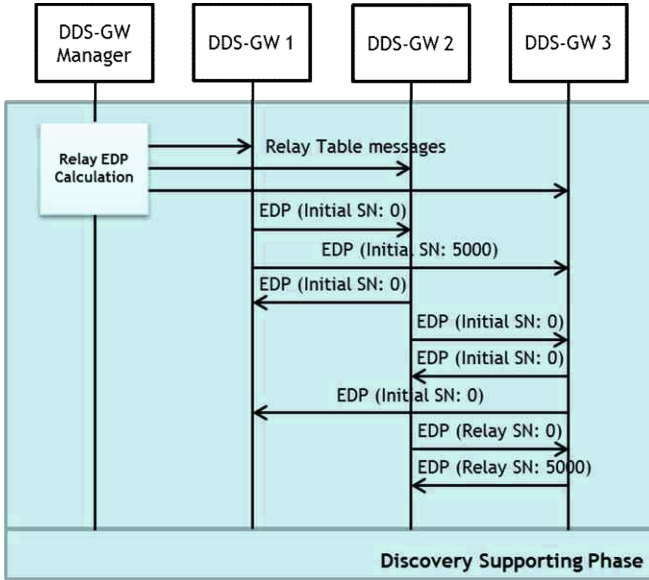 DDS-GW
Manager
DDS-GW 1
DDS-GW 2
DDS-GW 3
Relay EDP
Calculation
Relay Table messages
EDP (Initial SN: 0)
EDP (Initial SN: 5000)
EDP (Initial SN: 0)
EDP (Initial SN: 0)
EDP (Initial SN: 0)
EDP (Initial SN: 0)
EDP (Relay SN: 0)
EDP (Relay SN: 5000)
Discovery Supporting Phase